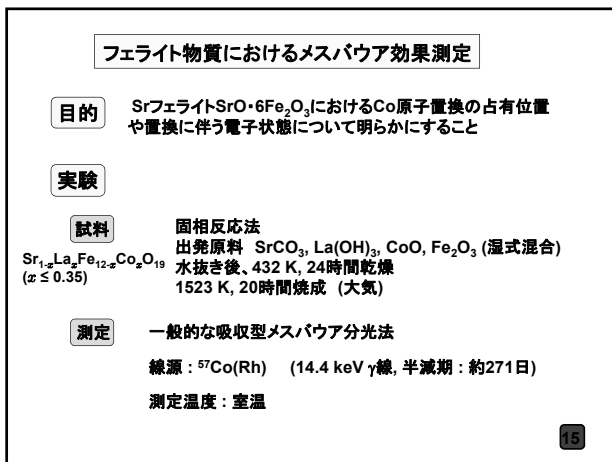 フェライト物質におけるメスバウア効果測定
目的
SrフェライトSrO・6Fe₂O₃におけるCo原子置換の占有位置
や置換に伴う電子状態について明らかにすること
実験
試料
固相反応法
出発原料 SrCO₃, La(OH)₃, CoO, Fe₂O₃ (湿式混合)
水抜き後、432 K, 24時間乾燥
1523 K, 20時間焼成 (大気)
Sr₁₋ₓLaₓFe₁₂₋ₓCoₓO₁₉
(x ≤ 0.35)
測定
一般的な吸収型メスバウア分光法
線源 : ⁵⁷Co(Rh) (14.4 keV γ線, 半減期 : 約271日)
測定温度 : 室温
15